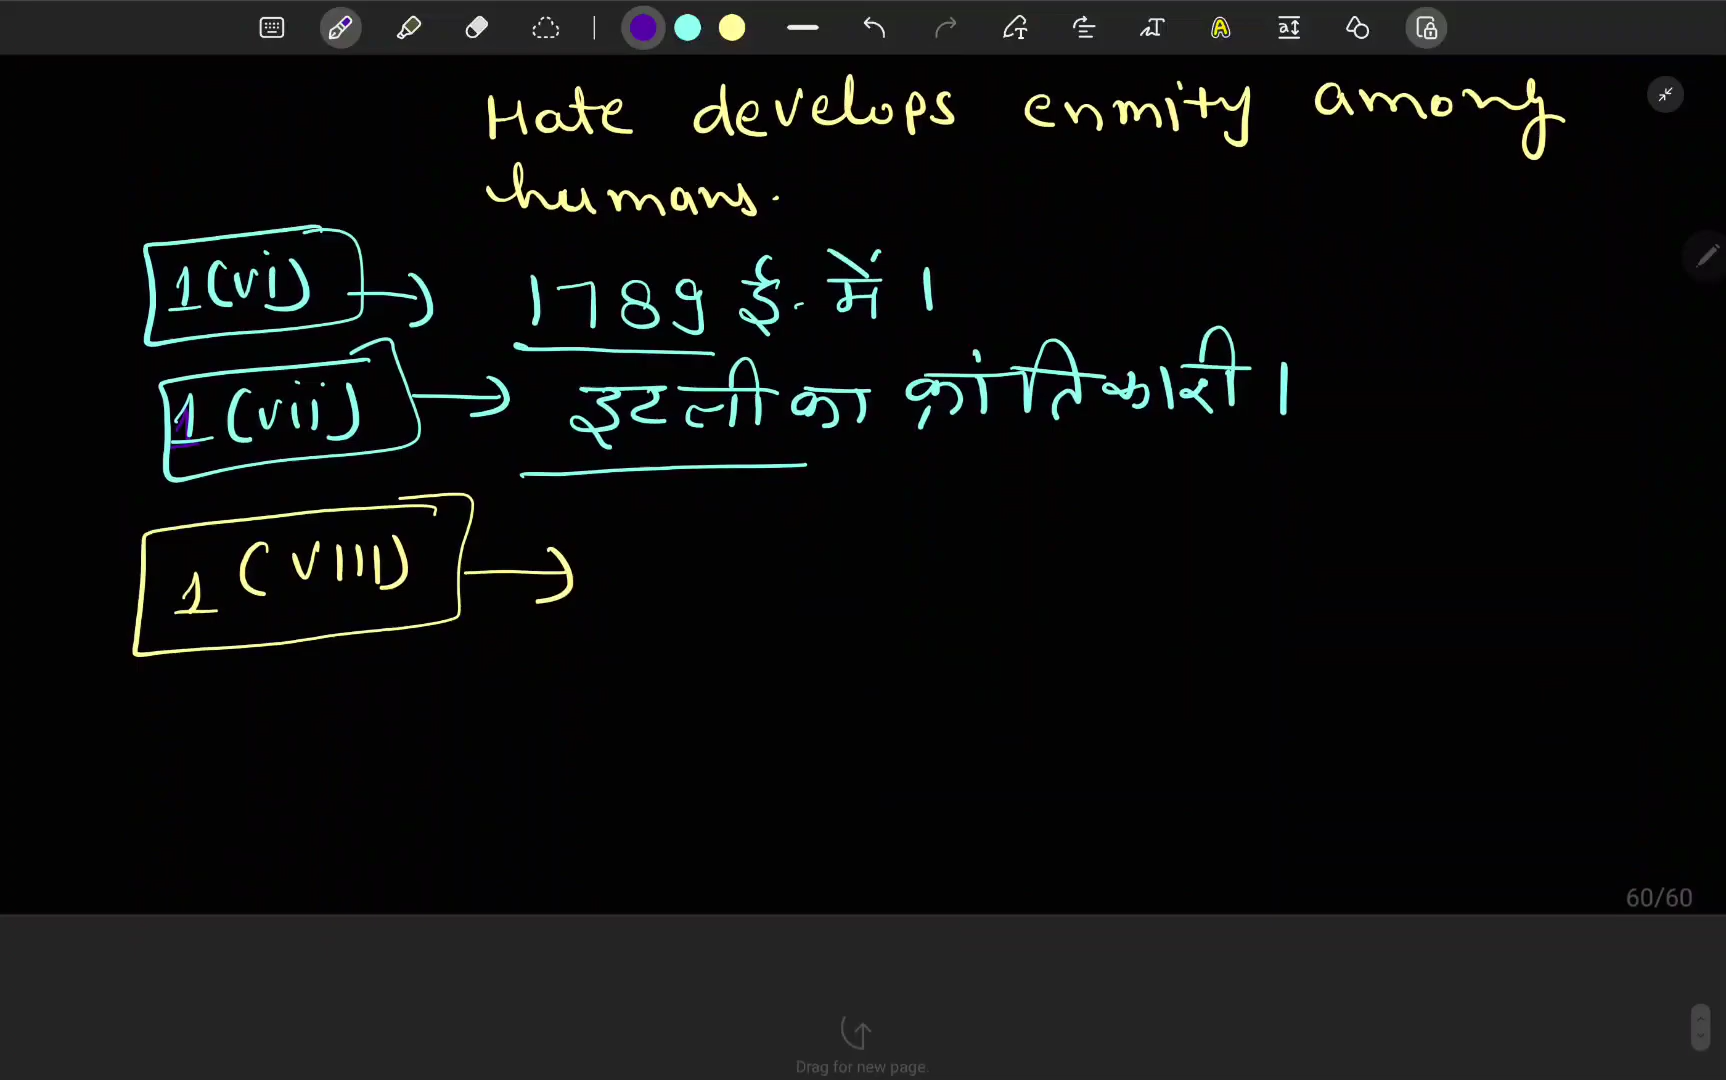 Hate develops enmity among
humans.
1(vi) → 1789 ई. में।
1(vii) → इटली का क्रांतिकारी।
1(VIII) →
60/60
Drag for new page.